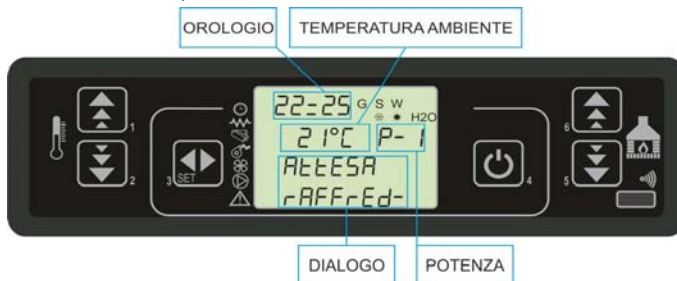 OROLOGIO TEMPERATURA AMBIENTE
22=25 G S W
H2O
21°C P-1
1 6
AttESA
3 SET 4
2 5
rAFFrEd-
DIALOGO POTENZA